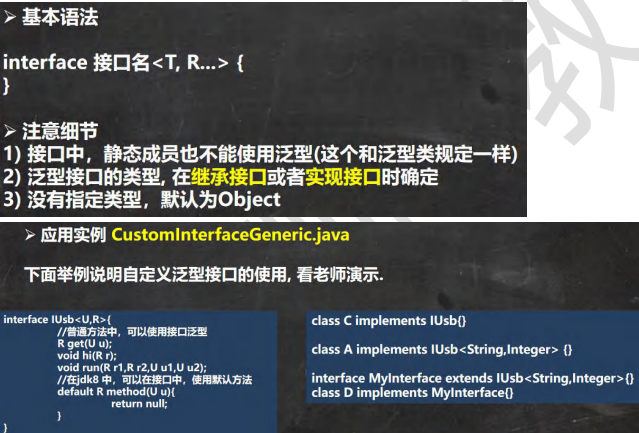 ➢ 基本语法
interface 接口名<T, R...> {
}
➢ 注意细节
1) 接口中，静态成员也不能使用泛型(这个和泛型类规定一样)
2) 泛型接口的类型, 在继承接口或者实现接口时确定
3) 没有指定类型，默认为Object
➢ 应用实例 CustomInterfaceGeneric.java
下面举例说明自定义泛型接口的使用, 看老师演示.
interface IUsb<U,R>{
//普通方法中，可以使用接口泛型
R get(U u);
void hi(R r);
void run(R r1,R r2,U u1,U u2);
//在jdk8 中，可以在接口中，使用默认方法
default R method(U u){
return null;
}
}
class C implements IUsb{}
class A implements IUsb<String,Integer> {}
interface MyInterface extends IUsb<String,Integer>{}
class D implements MyInterface{}
教